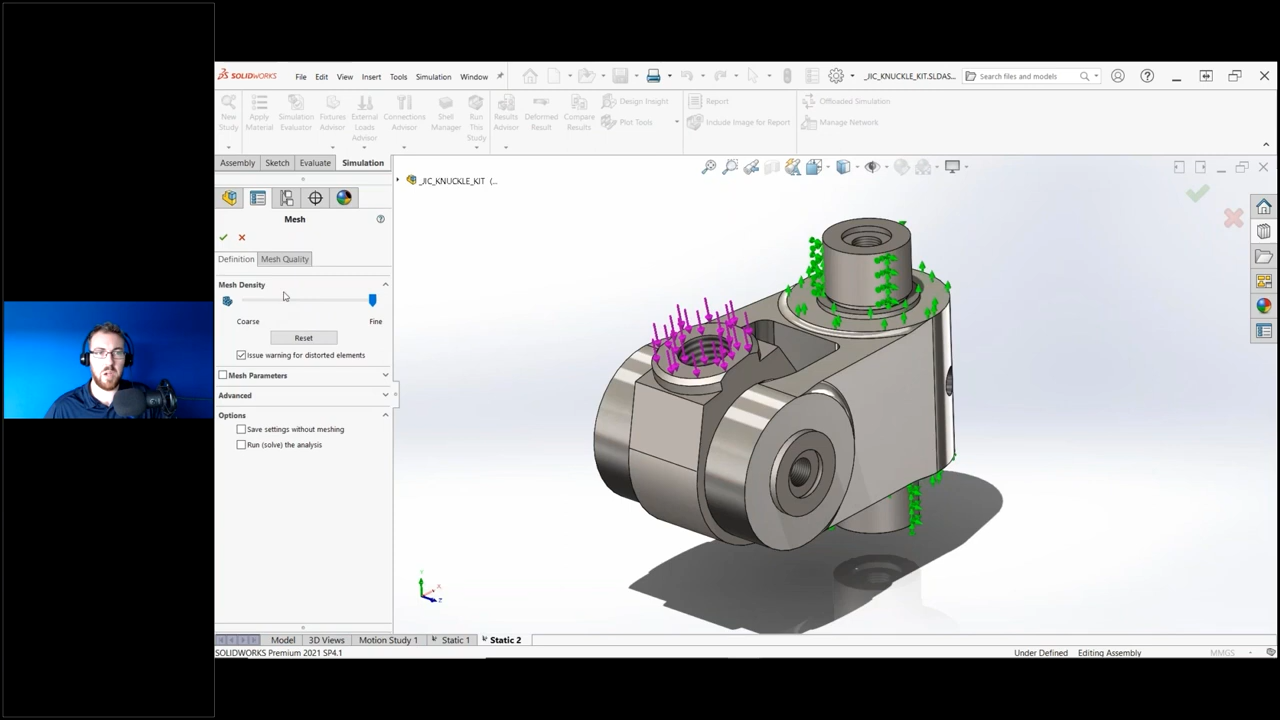 SOLIDWORKS File Edit View Insert Tools Simulation Window _JIC_KNUCKLE_KIT.SLDAS... Search files and models
New Study Apply Material Simulation Evaluator Fixtures Advisor External Loads Advisor Connections Advisor Shell Manager Run This Study Results Advisor Deformed Result Compare Results Design Insight Plot Tools Report Include Image for Report Offloaded Simulation Manage Network
Assembly Sketch Evaluate Simulation
_JIC_KNUCKLE_KIT (...
Mesh
Definition Mesh Quality
Mesh Density
Coarse Fine
Reset
Issue warning for distorted elements
Mesh Parameters
Advanced
Options
Save settings without meshing
Run (solve) the analysis
Model 3D Views Motion Study 1 Static 1 Static 2
SOLIDWORKS Premium 2021 SP4.1 Under Defined Editing Assembly MMGS